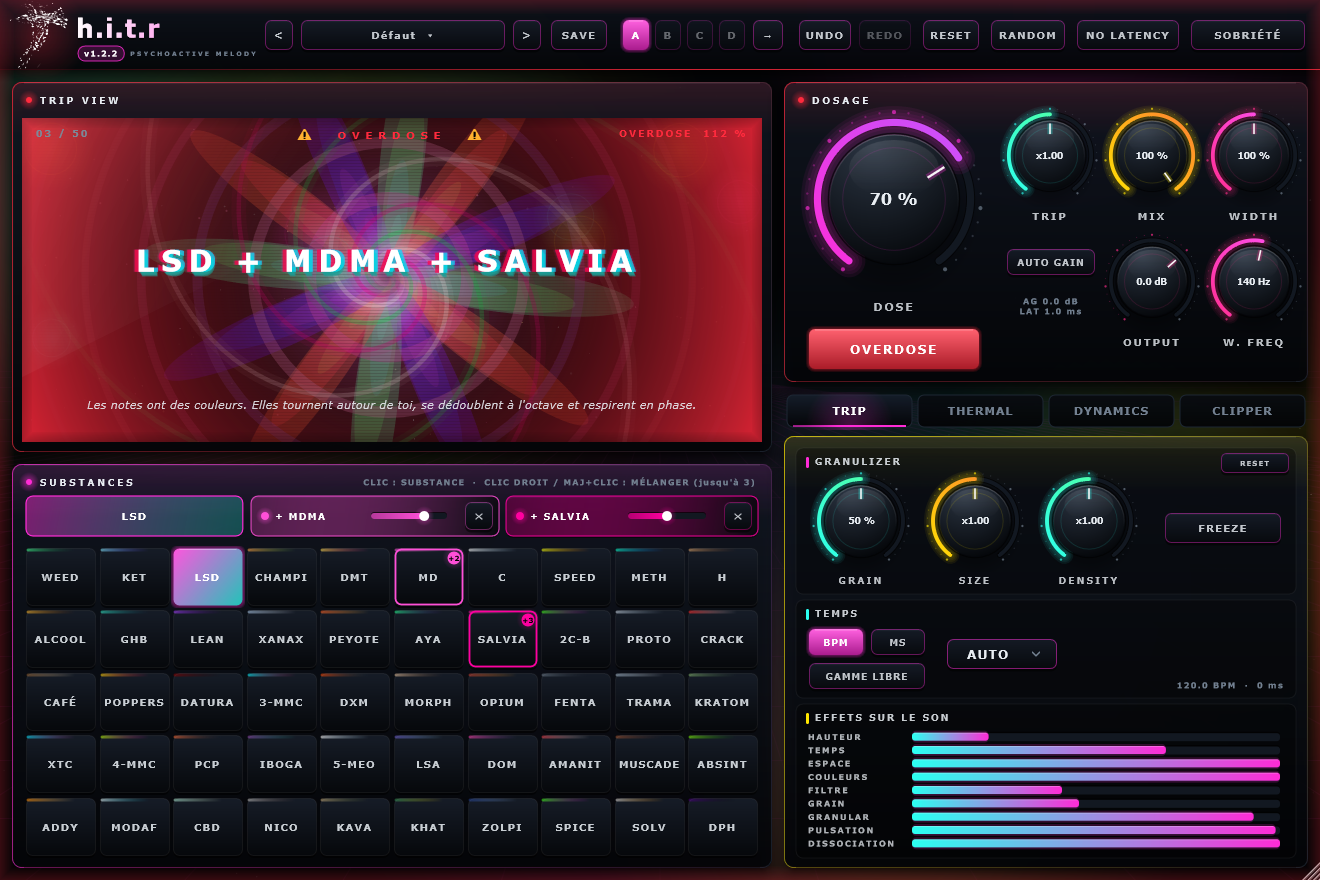 h.i.t.r
v1.2.2 PSYCHOACTIVE MELODY
< Défaut > SAVE A B C D → UNDO REDO RESET RANDOM NO LATENCY SOBRIÉTÉ
TRIP VIEW
03 / 50
OVERDOSE
OVERDOSE 112 %
LSD + MDMA + SALVIA
Les notes ont des couleurs. Elles tournent autour de toi, se dédoublent à l'octave et respirent en phase.
SUBSTANCES
CLIC : SUBSTANCE · CLIC DROIT / MAJ+CLIC : MÉLANGER (jusqu'à 3)
LSD
+ MDMA ×
+ SALVIA ×
WEED KET LSD CHAMPI DMT MD +2 C SPEED METH H
ALCOOL GHB LEAN XANAX PEYOTE AYA SALVIA +3 2C-B PROTO CRACK
CAFÉ POPPERS DATURA 3-MMC DXM MORPH OPIUM FENTA TRAMA KRATOM
XTC 4-MMC PCP IBOGA 5-MEO LSA DOM AMANIT MUSCADE ABSINT
ADDY MODAF CBD NICO KAVA KHAT ZOLPI SPICE SOLV DPH
DOSAGE
70 %
DOSE
OVERDOSE
x1.00 100 % 100 %
TRIP MIX WIDTH
AUTO GAIN
AG 0.0 dB
LAT 1.0 ms
0.0 dB 140 Hz
OUTPUT W. FREQ
TRIP THERMAL DYNAMICS CLIPPER
GRANULIZER
RESET
50 % x1.00 x1.00
GRAIN SIZE DENSITY
FREEZE
TEMPS
BPM MS
GAMME LIBRE
AUTO
120.0 BPM · 0 ms
EFFETS SUR LE SON
HAUTEUR
TEMPS
ESPACE
COULEURS
FILTRE
GRAIN
GRANULAR
PULSATION
DISSOCIATION